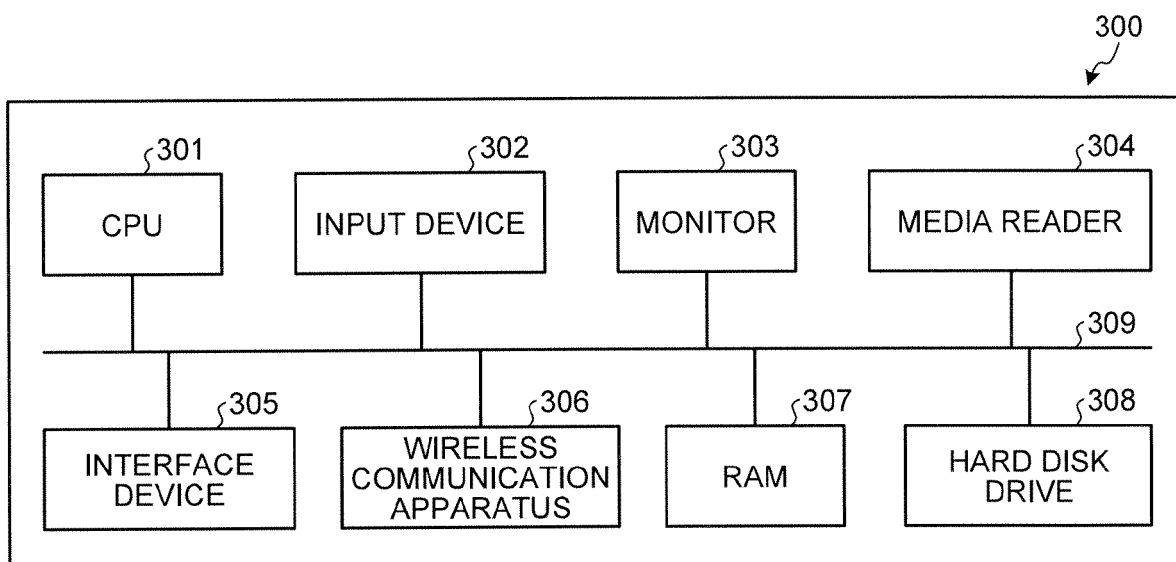 300
301
302
303
304
CPU
INPUT DEVICE
MONITOR
MEDIA READER
309
305
306
307
308
INTERFACE
DEVICE
WIRELESS
COMMUNICATION
APPARATUS
RAM
HARD DISK
DRIVE